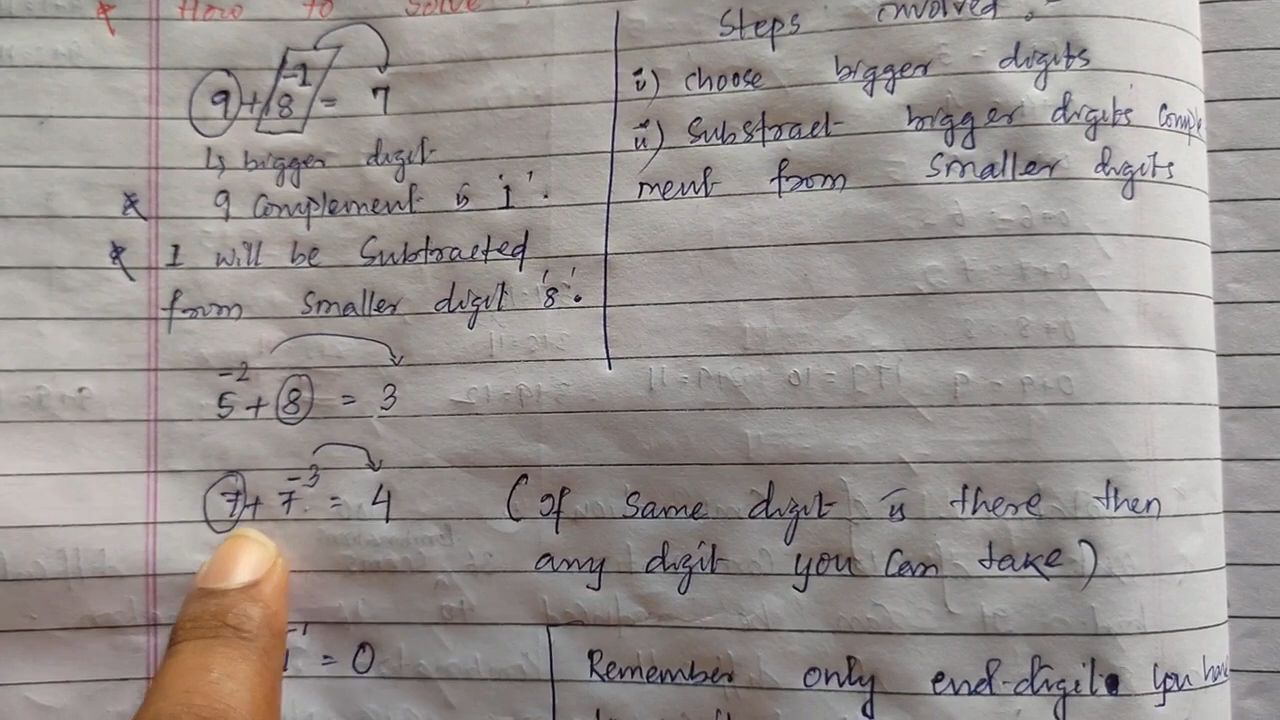 * How to Solve
-1
9 + 8 = 7
Is bigger digit
* 9 Complement is '1'.
* 1 will be Subtracted
from Smaller digit '8'.
-2
5 + 8 = 3
-3
7 + 7 = 4
(If Same digit is there then
any digit you Can take)
-1
= 0
Steps involved.
i) choose bigger digits
ii) Substract bigger digits Comple
ment from Smaller digits
Remember only end-digit you have